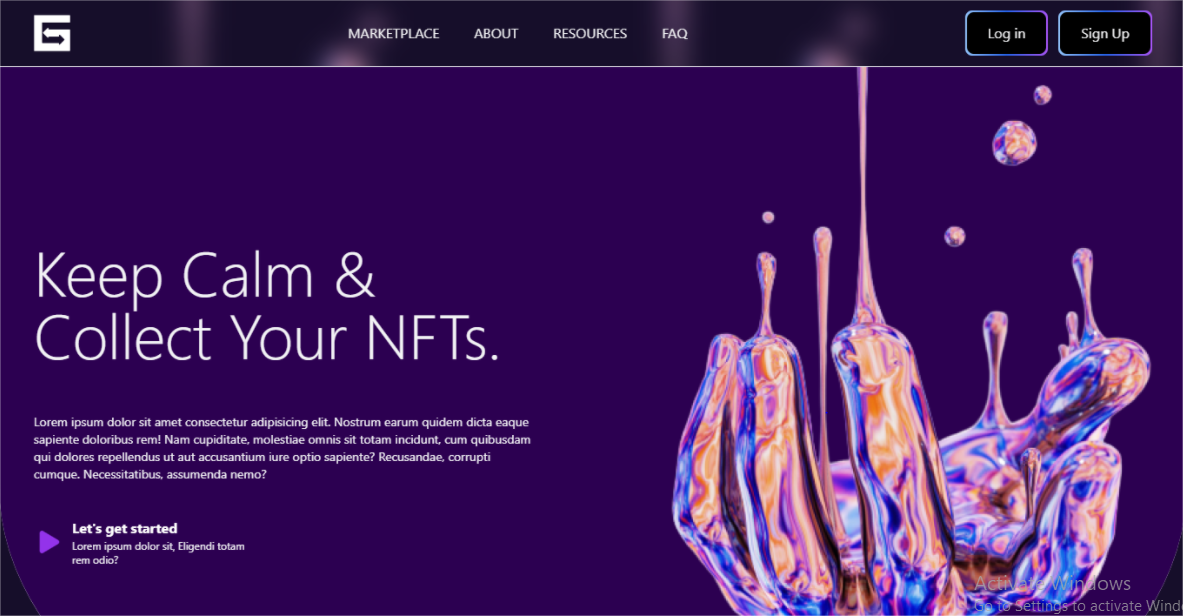 MARKETPLACE ABOUT RESOURCES FAQ Log in Sign Up
Keep Calm &
Collect Your NFTs.
Lorem ipsum dolor sit amet consectetur adipisicing elit. Nostrum earum quidem dicta eaque
sapiente doloribus rem! Nam cupiditate, molestiae omnis sit totam incidunt, cum quibusdam
qui dolores repellendus ut aut accusantium iure optio sapiente? Recusandae, corrupti
cumque. Necessitatibus, assumenda nemo?
Let's get started
Lorem ipsum dolor sit, Eligendi totam
rem odio?
Activate Windows
Go to Settings to activate Wind